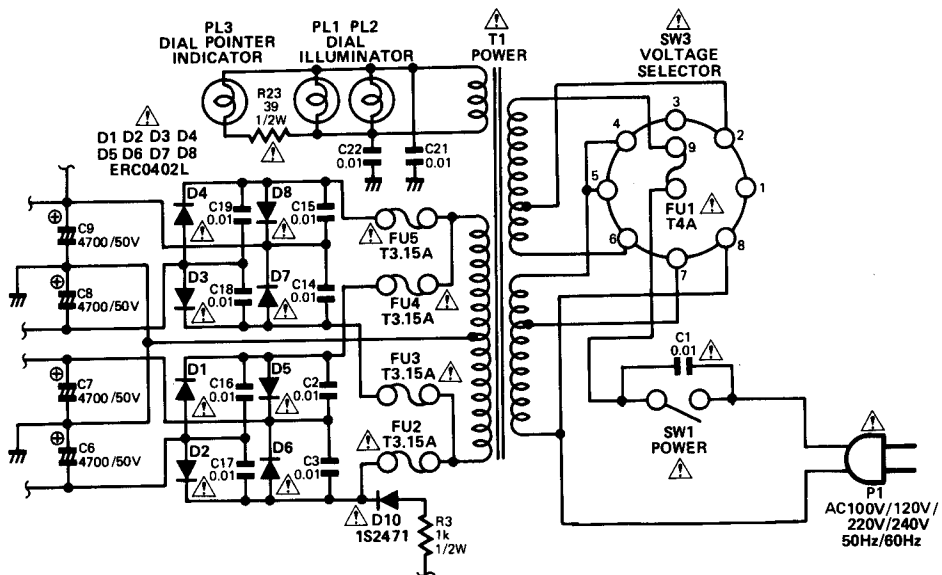 PL3
DIAL POINTER
INDICATOR
PL1 PL2
DIAL
ILLUMINATOR
T1
POWER
SW3
VOLTAGE
SELECTOR
R23
39
1/2W
D1 D2 D3 D4
D5 D6 D7 D8
ERC0402L
C22
0.01
C21
0.01
3
4
2
9
5
1
FU1
T4A
6
8
7
D4
C19
0.01
D8
C15
0.01
FU5
T3.15A
C9
4700/50V
D3
C18
0.01
D7
C14
0.01
FU4
T3.15A
C8
4700/50V
C1
0.01
FU3
T3.15A
D1
C16
0.01
D5
C2
0.01
C7
4700/50V
SW1
POWER
FU2
T3.15A
C6
4700/50V
D2
C17
0.01
D6
C3
0.01
P1
AC100V/120V/
220V/240V
50Hz/60Hz
D10
1S2471
R3
1k
1/2W